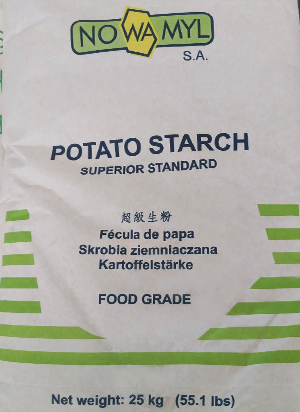 NOWAMYL
S.A.
POTATO STARCH
SUPERIOR STANDARD
超級生粉
Fécula de papa
Skrobia ziemniaczana
Kartoffelstärke
FOOD GRADE
Net weight: 25 kg (55.1 lbs)